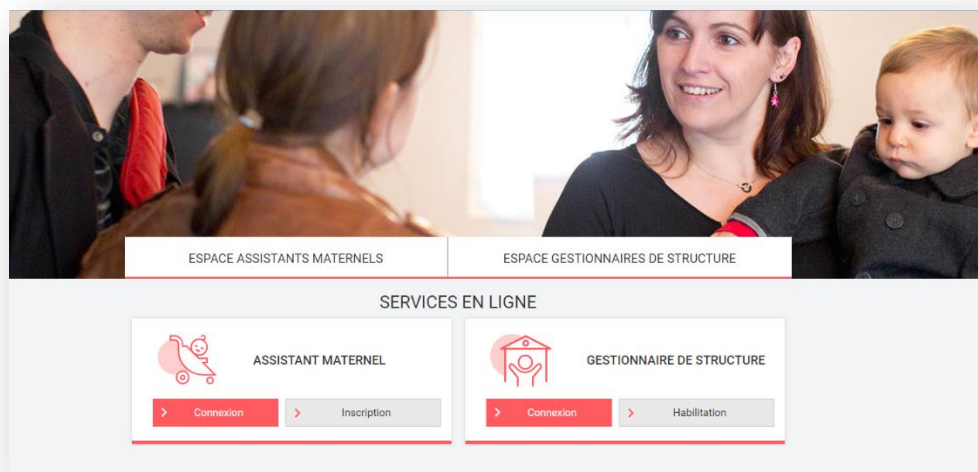 ESPACE ASSISTANTS MATERNELS
ESPACE GESTIONNAIRES DE STRUCTURE
SERVICES EN LIGNE
ASSISTANT MATERNEL
Connexion
Inscription
GESTIONNAIRE DE STRUCTURE
Connexion
Habilitation